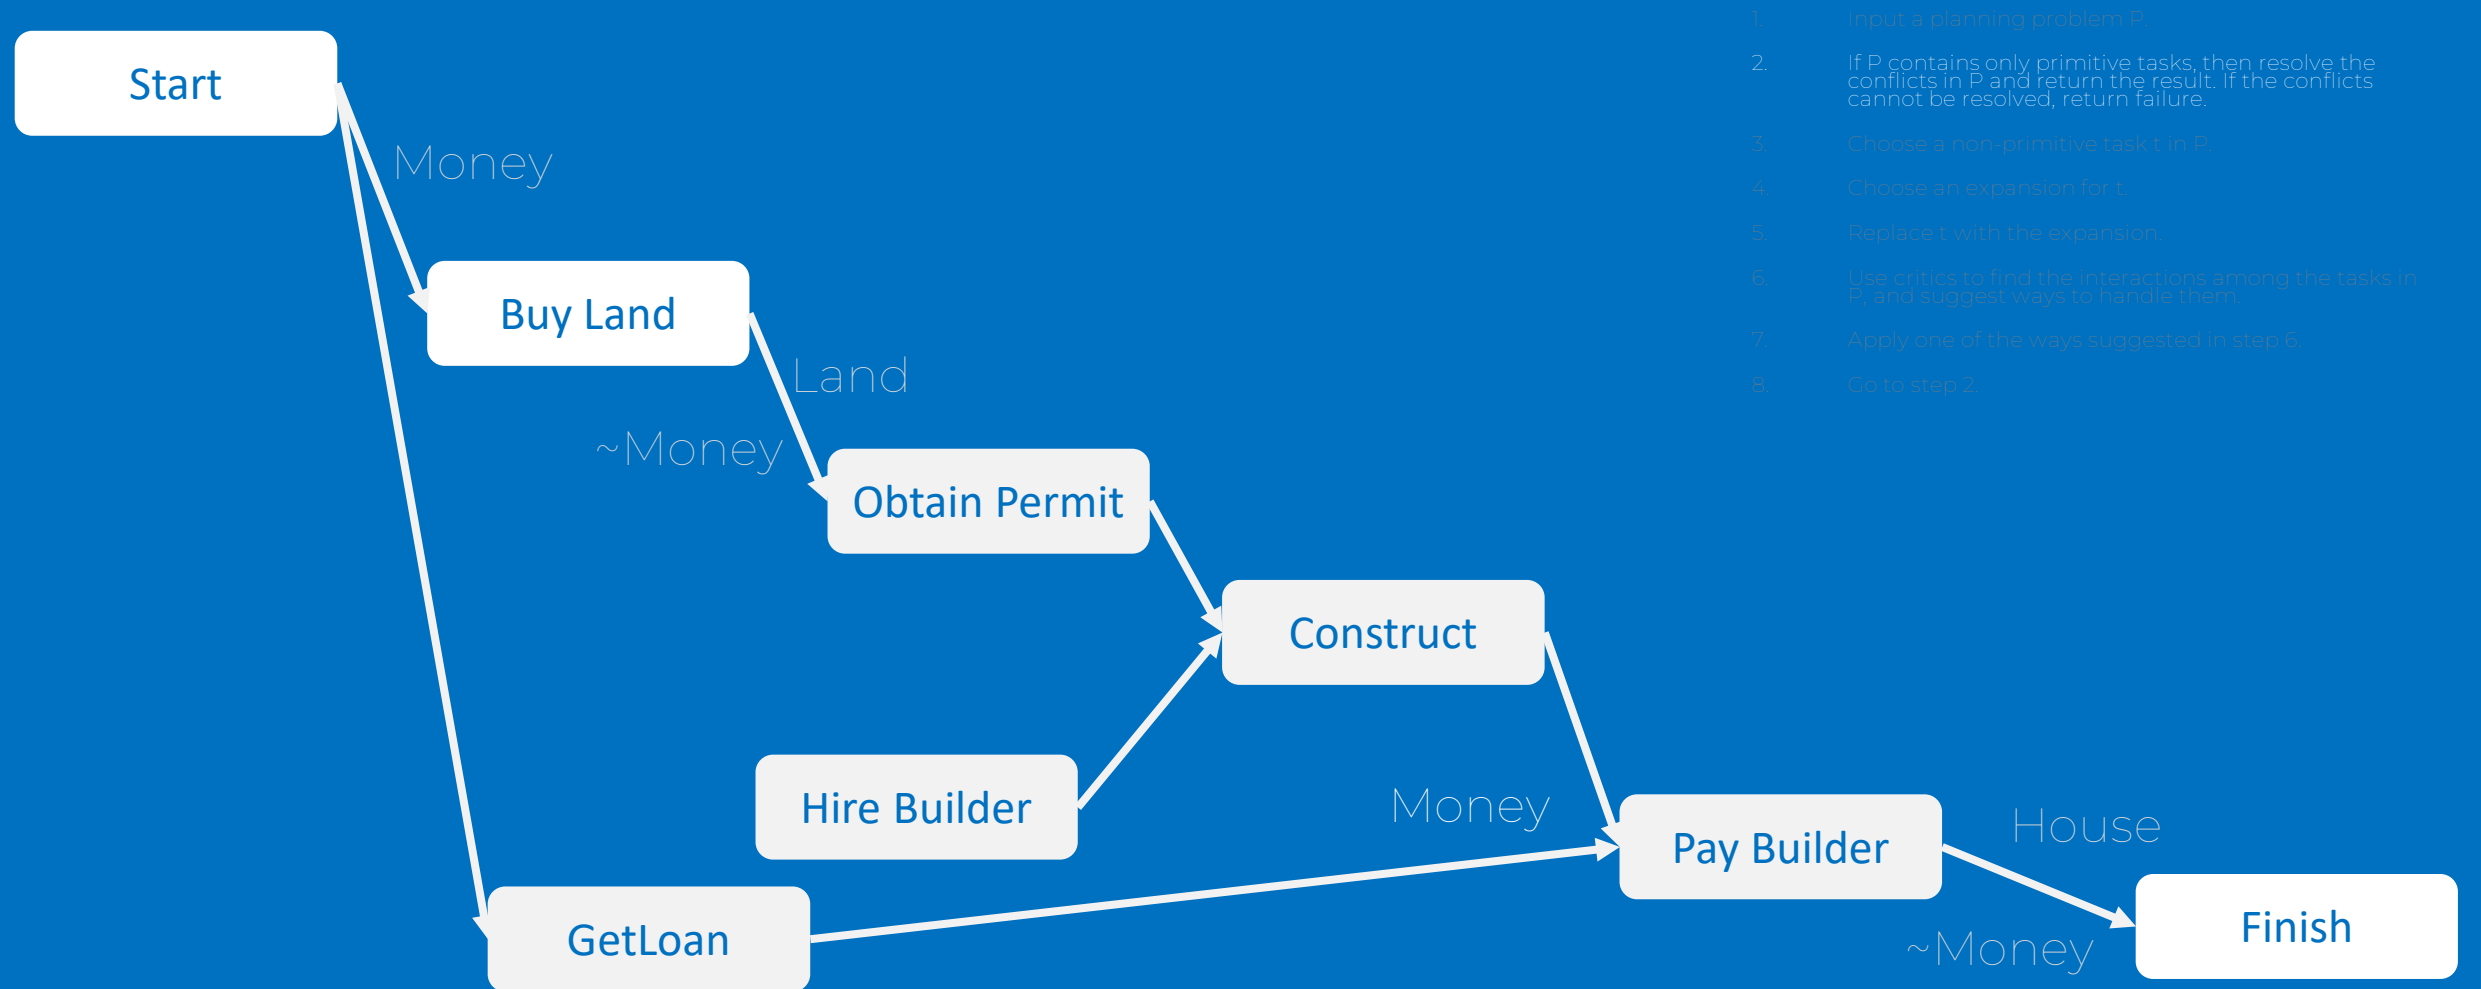 1. Input a planning problem P.
2. If P contains only primitive tasks, then resolve the
conflicts in P and return the result. If the conflicts
cannot be resolved, return failure.
3. Choose a non-primitive task t in P.
4. Choose an expansion for t.
5. Replace t with the expansion.
6. Use critics to find the interactions among the tasks in
P, and suggest ways to handle them.
7. Apply one of the ways suggested in step 6.
8. Go to step 2.
Start
Money
Buy Land
Land
~Money
Obtain Permit
Construct
Hire Builder
Money
Pay Builder
House
GetLoan
~Money
Finish